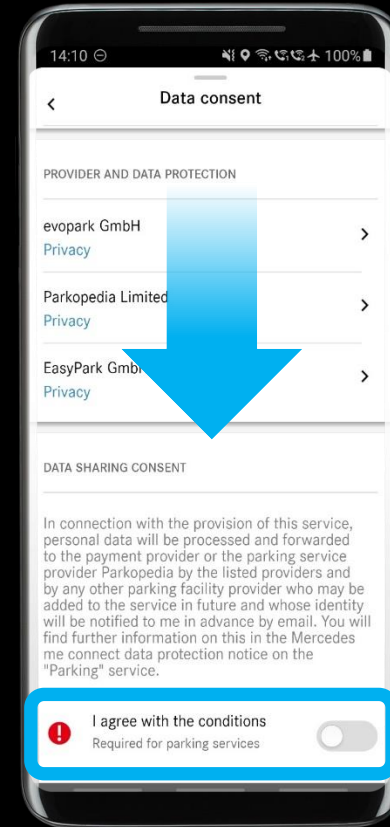 14:10 100%
Data consent
PROVIDER AND DATA PROTECTION
evopark GmbH
Privacy
Parkopedia Limited
Privacy
EasyPark
Privacy
DATA SHARING CONSENT
In connection with the provision of this service,
personal data will be processed and forwarded
to the payment provider or the parking service
provider Parkopedia by the listed providers and
by any other parking facility provider who may be
added to the service in future and whose identity
will be notified to me in advance by email. You will
find further information on this in the Mercedes
me connect data protection notice on the
"Parking" service.
I agree with the conditions
Required for parking services